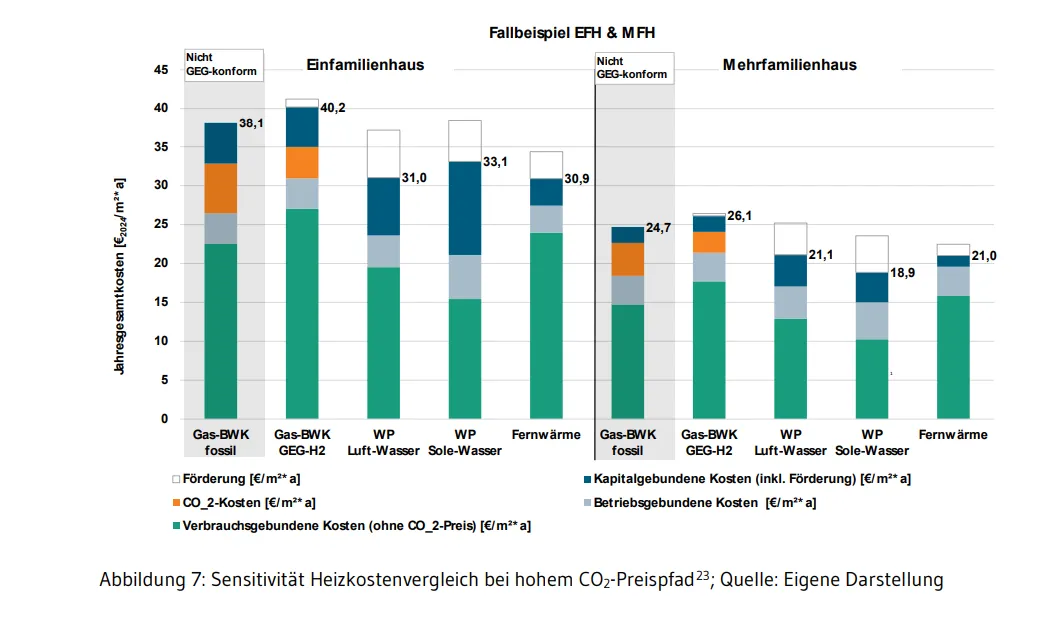 Fallbeispiel EFH & MFH
Nicht
GEG-konform
Einfamilienhaus
Nicht
GEG-konform
Mehrfamilienhaus
Jahresgesamtkosten [€₂₀₂₄/m²*a]
45
40
35
30
25
20
15
10
5
0
38,1
40,2
31,0
33,1
30,9
24,7
26,1
21,1
18,9
21,0
1
Gas-BWK
fossil
Gas-BWK
GEG-H2
WP
Luft-Wasser
WP
Sole-Wasser
Fernwärme
Gas-BWK
fossil
Gas-BWK
GEG-H2
WP
Luft-Wasser
WP
Sole-Wasser
Fernwärme
Förderung [€/m²*a]
Kapitalgebundene Kosten (inkl. Förderung) [€/m²*a]
CO_2-Kosten [€/m²*a]
Betriebsgebundene Kosten [€/m²*a]
Verbrauchsgebundene Kosten (ohne CO_2-Preis) [€/m²*a]
Abbildung 7: Sensitivität Heizkostenvergleich bei hohem CO₂-Preispfad²³; Quelle: Eigene Darstellung